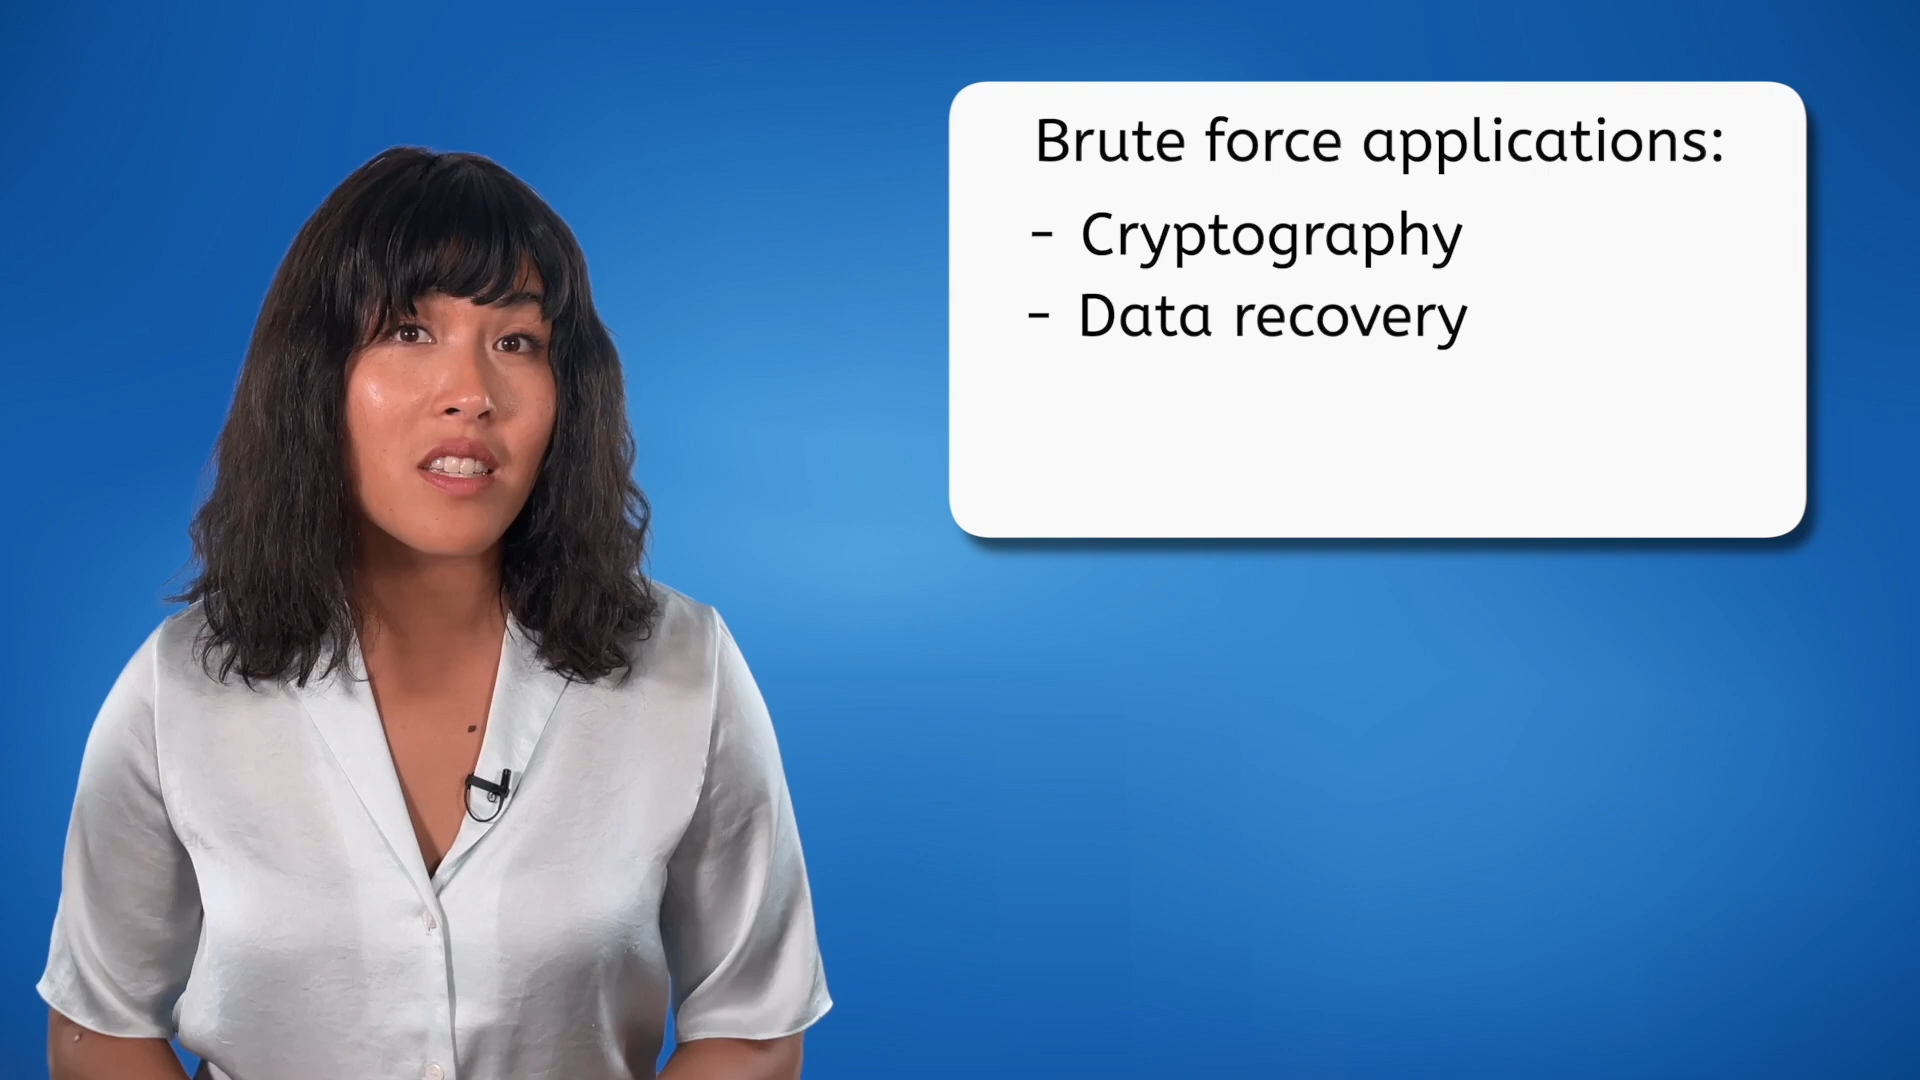 Brute force applications:
- Cryptography
- Data recovery